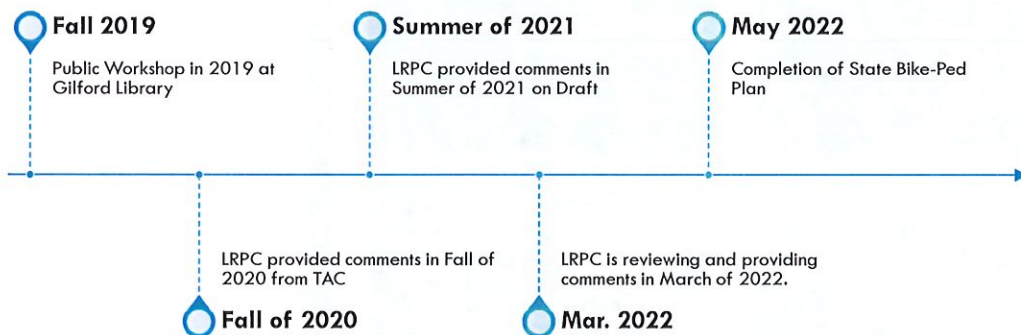 Fall 2019
Public Workshop in 2019 at
Gilford Library
Summer of 2021
LRPC provided comments in
Summer of 2021 on Draft
May 2022
Completion of State Bike-Ped
Plan
LRPC provided comments in Fall of
2020 from TAC
Fall of 2020
LRPC is reviewing and providing
comments in March of 2022.
Mar. 2022